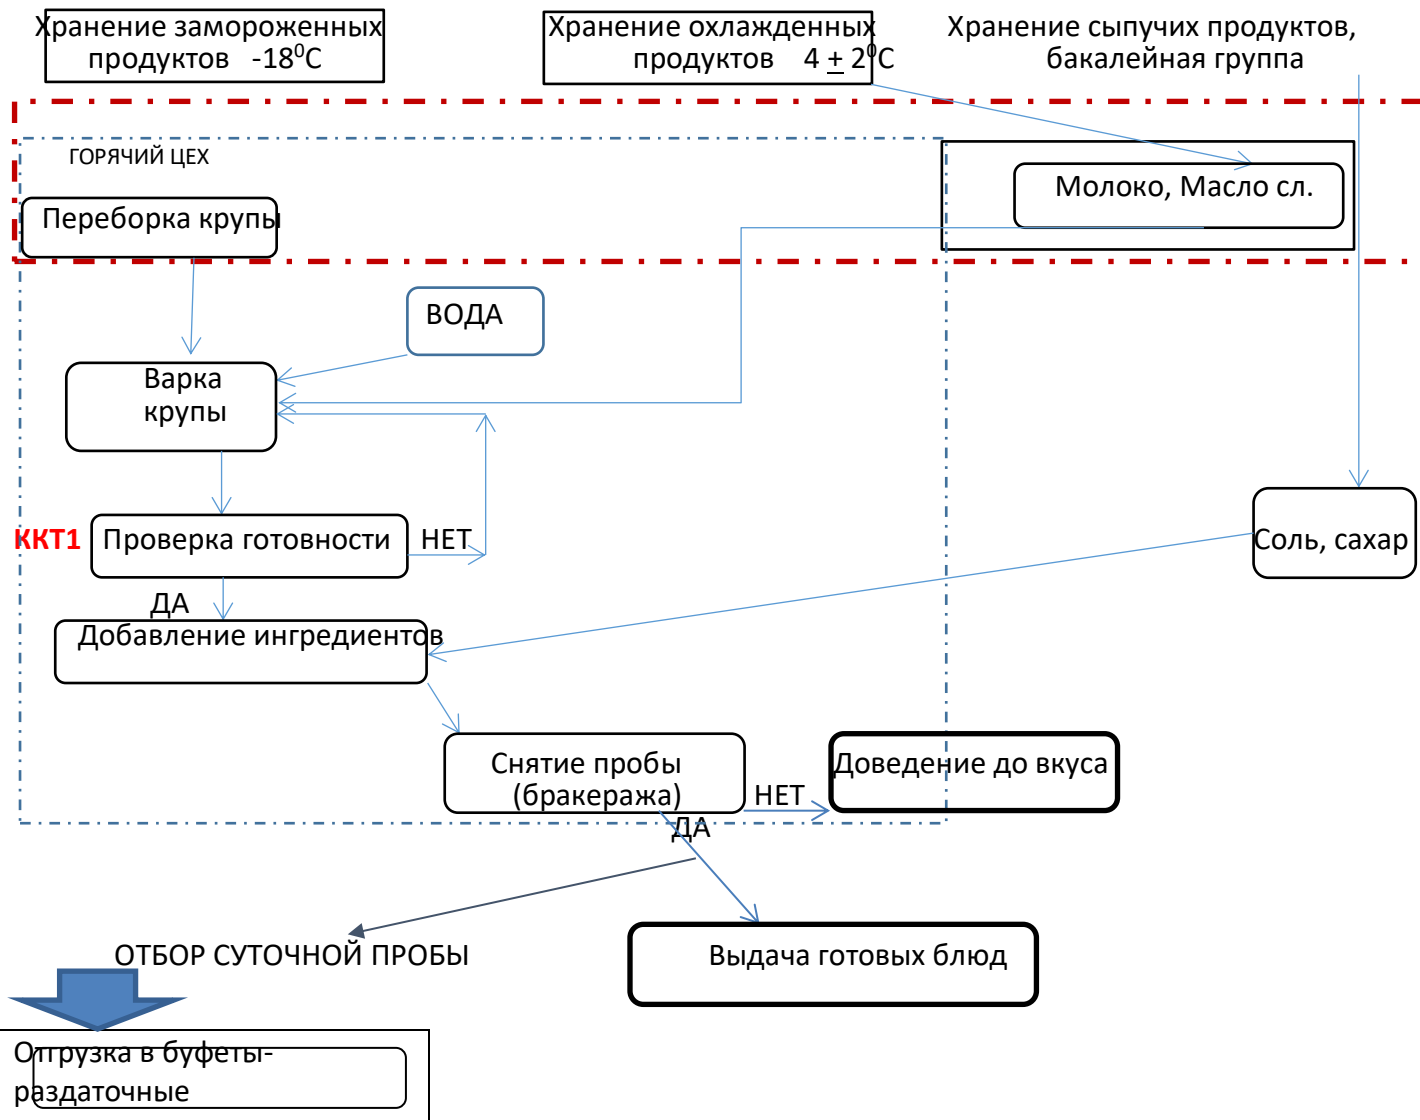 Хранение замороженных
продуктов -18⁰С
Хранение охлажденных
продуктов 4 ± 2⁰С
Хранение сыпучих продуктов,
бакалейная группа
ГОРЯЧИЙ ЦЕХ
Молоко, Масло сл.
Переборка крупы
ВОДА
Варка
крупы
ККТ1
Проверка готовности
НЕТ
Соль, сахар
ДА
Добавление ингредиентов
Снятие пробы
(бракеража)
НЕТ
Доведение до вкуса
ДА
ОТБОР СУТОЧНОЙ ПРОБЫ
Выдача готовых блюд
Отгрузка в буфеты-
раздаточные